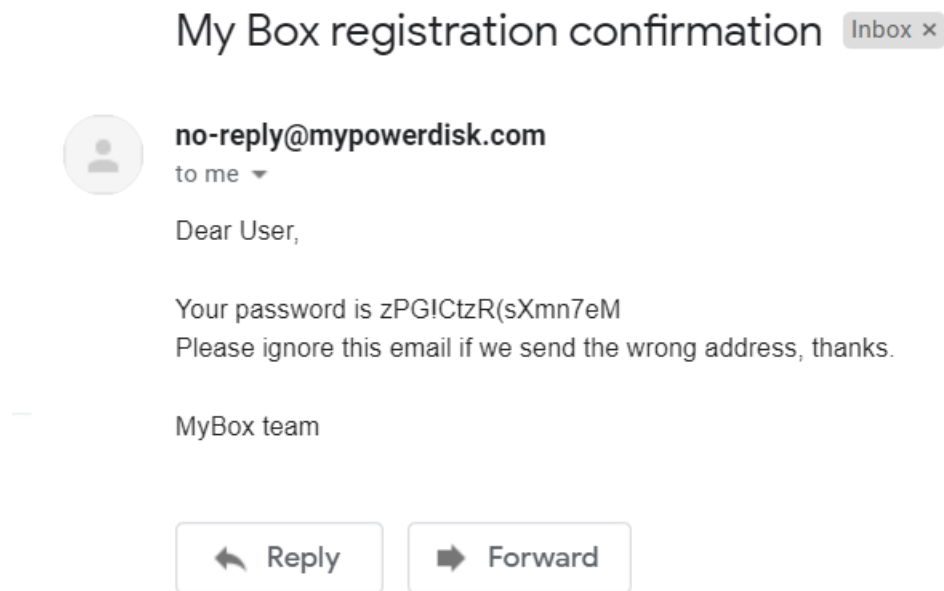 My Box registration confirmation Inbox ×
no-reply@mypowerdisk.com
to me
Dear User,
Your password is zPG!CtzR(sXmn7eM
Please ignore this email if we send the wrong address, thanks.
MyBox team
Reply Forward